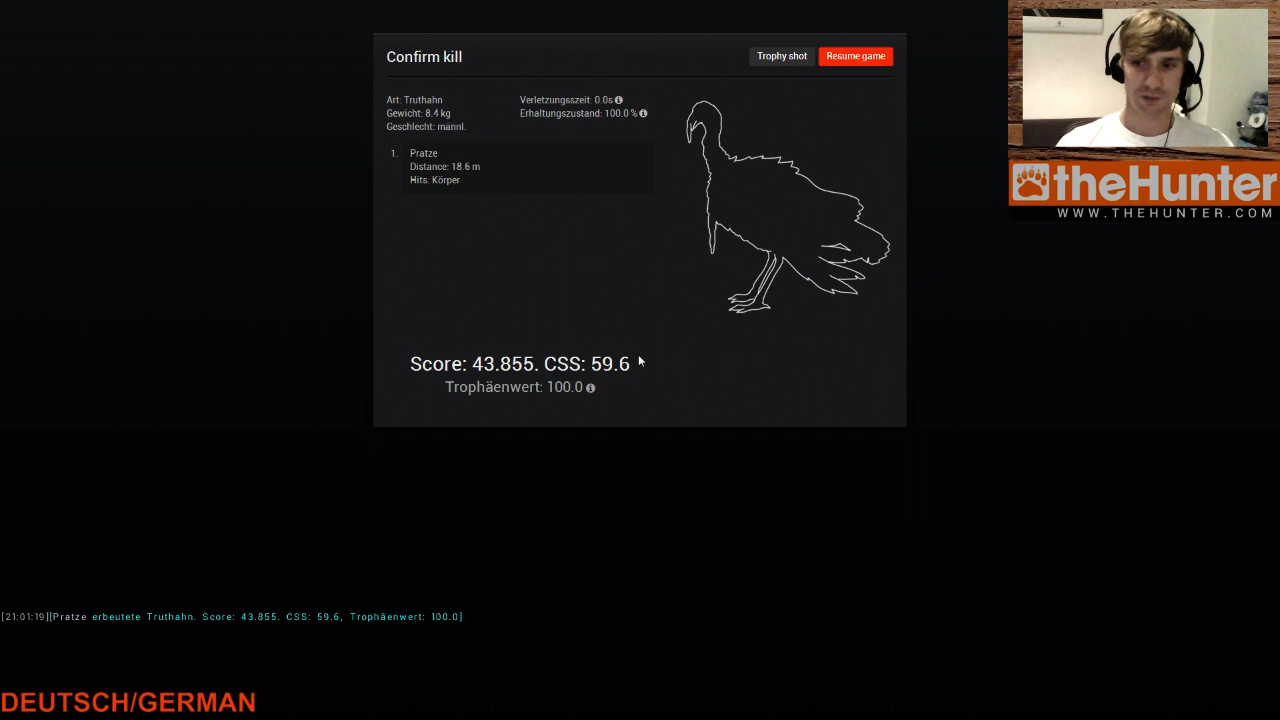 Confirm kill
Trophy shot
Resume game
Art: Truthahn
Gewicht: 8.4 kg
Geschlecht: männl.
Verletzungsszeit: 0.0s
Erhaltungszustand: 100.0 %
1. Pratze
Distance: 18.6 m
Hits: Körper
Score: 43.855. CSS: 59.6
Trophäenwert: 100.0
theHunter
WWW.THEHUNTER.COM
[21:01:19][Pratze erbeutete Truthahn. Score: 43.855. CSS: 59.6, Trophäenwert: 100.0]
DEUTSCH/GERMAN